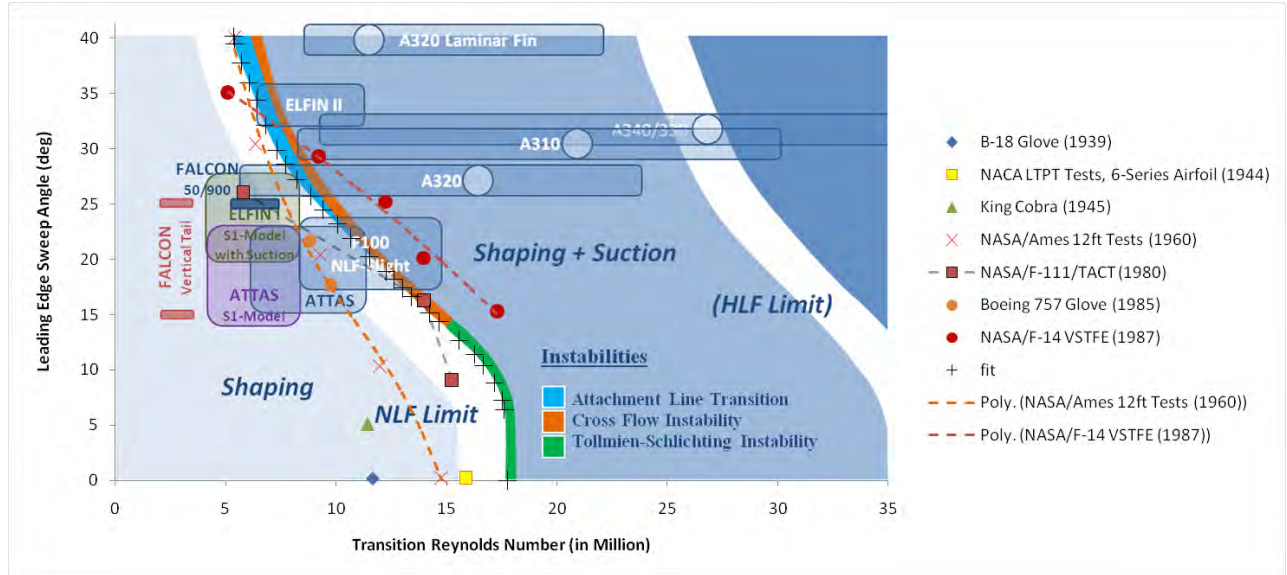 Leading Edge Sweep Angle (deg)
40
35
30
25
20
15
10
5
0
0
5
10
15
20
25
30
35
Transition Reynolds Number (in Million)
A320 Laminar Fin
ELFIN II
A340/330
A310
A320
FALCON
50/900
ELFIN I
S1-Model
with Suction
FALCON
Vertical Tail
ATTAS
S1-Model
F100
NLF-Flight
ATTAS
Shaping + Suction
(HLF Limit)
Shaping
NLF Limit
Instabilities
Attachment Line Transition
Cross Flow Instability
Tollmien-Schlichting Instability
B-18 Glove (1939)
NACA LTPT Tests, 6-Series Airfoil (1944)
King Cobra (1945)
NASA/Ames 12ft Tests (1960)
NASA/F-111/TACT (1980)
Boeing 757 Glove (1985)
NASA/F-14 VSTFE (1987)
fit
Poly. (NASA/Ames 12ft Tests (1960))
Poly. (NASA/F-14 VSTFE (1987))